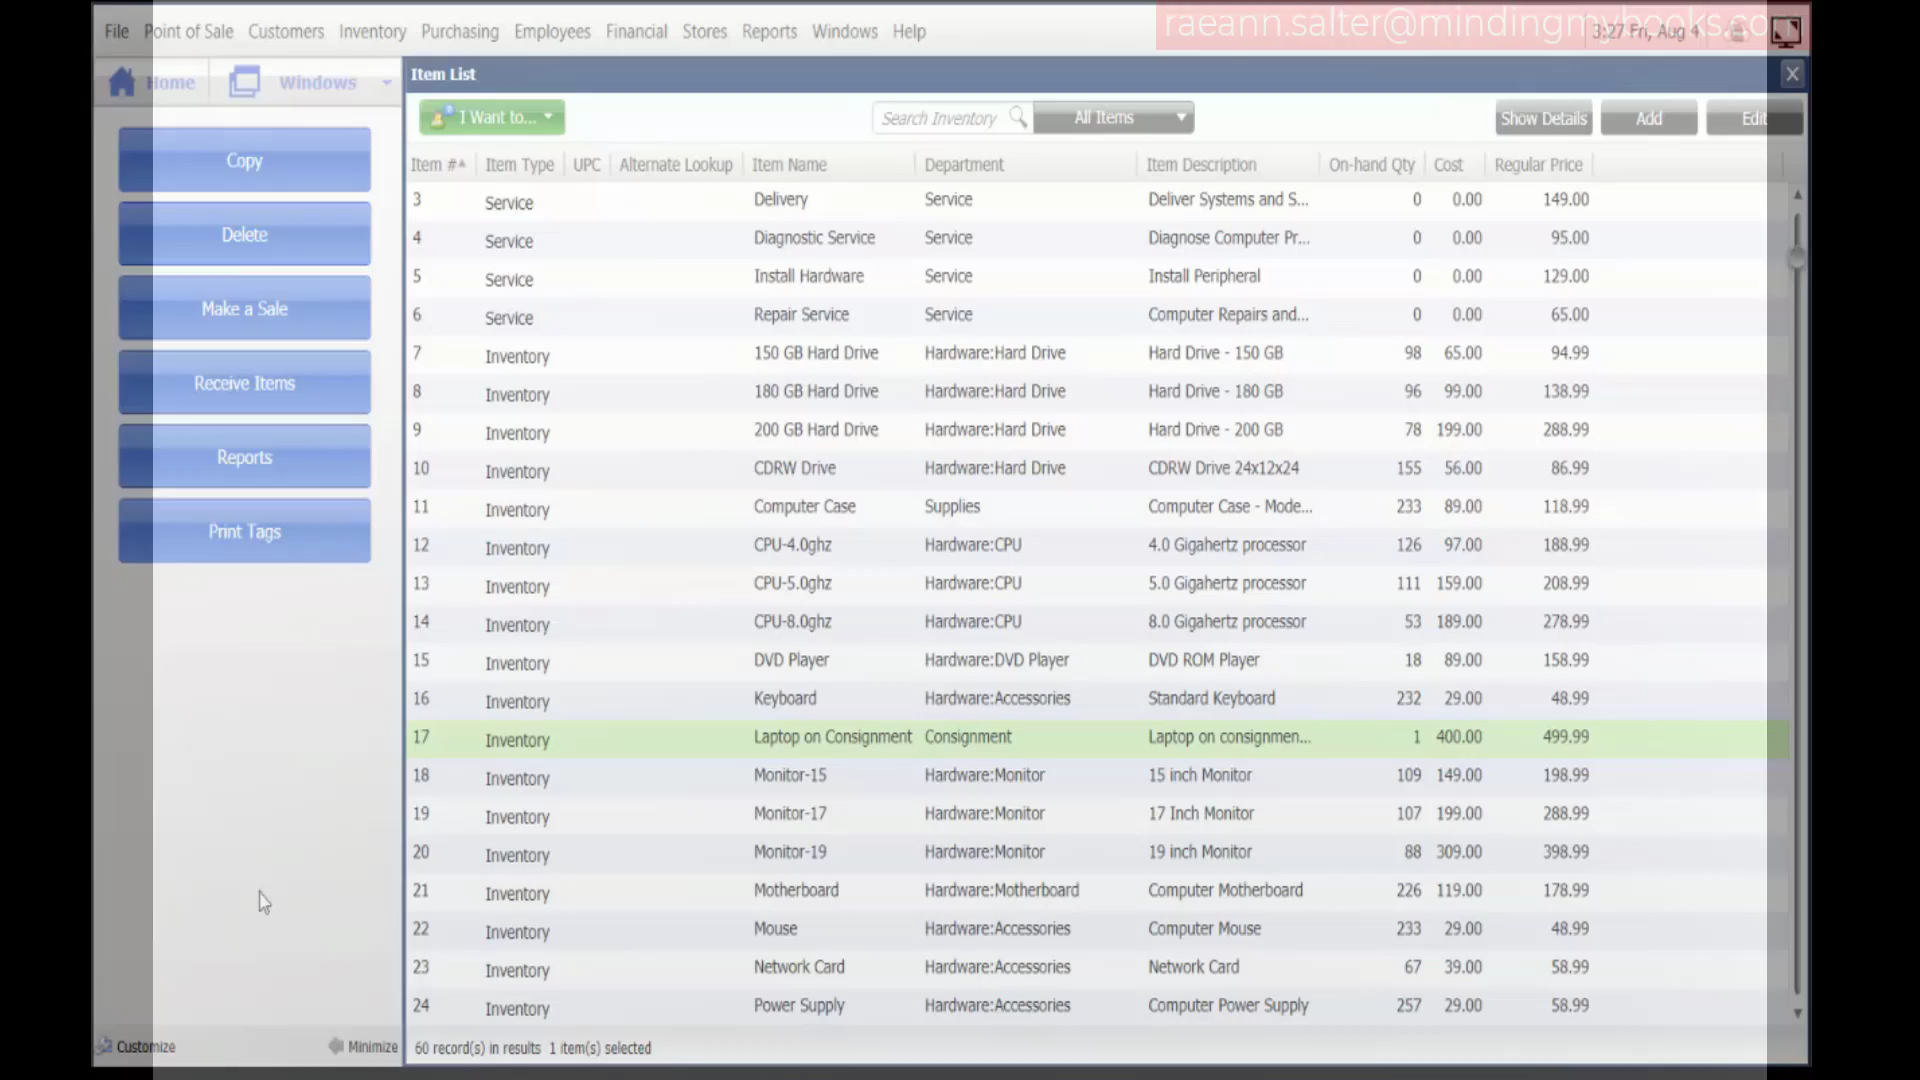 File Point of Sale Customers Inventory Purchasing Employees Financial Stores Reports Windows Help
raeann.salter@mindingmybooks.com
3:27 Fri, Aug 4
Home Windows
Item List
I Want to... Search Inventory All Items Show Details Add Edit
Copy
Delete
Make a Sale
Receive Items
Reports
Print Tags
Item # Item Type UPC Alternate Lookup Item Name Department Item Description On-hand Qty Cost Regular Price
3 Service Delivery Service Deliver Systems and S... 0 0.00 149.00
4 Service Diagnostic Service Service Diagnose Computer Pr... 0 0.00 95.00
5 Service Install Hardware Service Install Peripheral 0 0.00 129.00
6 Service Repair Service Service Computer Repairs and... 0 0.00 65.00
7 Inventory 150 GB Hard Drive Hardware:Hard Drive Hard Drive - 150 GB 98 65.00 94.99
8 Inventory 180 GB Hard Drive Hardware:Hard Drive Hard Drive - 180 GB 96 99.00 138.99
9 Inventory 200 GB Hard Drive Hardware:Hard Drive Hard Drive - 200 GB 78 199.00 288.99
10 Inventory CDRW Drive Hardware:Hard Drive CDRW Drive 24x12x24 155 56.00 86.99
11 Inventory Computer Case Supplies Computer Case - Mode... 233 89.00 118.99
12 Inventory CPU-4.0ghz Hardware:CPU 4.0 Gigahertz processor 126 97.00 188.99
13 Inventory CPU-5.0ghz Hardware:CPU 5.0 Gigahertz processor 111 159.00 208.99
14 Inventory CPU-8.0ghz Hardware:CPU 8.0 Gigahertz processor 53 189.00 278.99
15 Inventory DVD Player Hardware:DVD Player DVD ROM Player 18 89.00 158.99
16 Inventory Keyboard Hardware:Accessories Standard Keyboard 232 29.00 48.99
17 Inventory Laptop on Consignment Consignment Laptop on consignmen... 1 400.00 499.99
18 Inventory Monitor-15 Hardware:Monitor 15 inch Monitor 109 149.00 198.99
19 Inventory Monitor-17 Hardware:Monitor 17 Inch Monitor 107 199.00 288.99
20 Inventory Monitor-19 Hardware:Monitor 19 inch Monitor 88 309.00 398.99
21 Inventory Motherboard Hardware:Motherboard Computer Motherboard 226 119.00 178.99
22 Inventory Mouse Hardware:Accessories Computer Mouse 233 29.00 48.99
23 Inventory Network Card Hardware:Accessories Network Card 67 39.00 58.99
24 Inventory Power Supply Hardware:Accessories Computer Power Supply 257 29.00 58.99
Customize Minimize 60 record(s) in results 1 item(s) selected